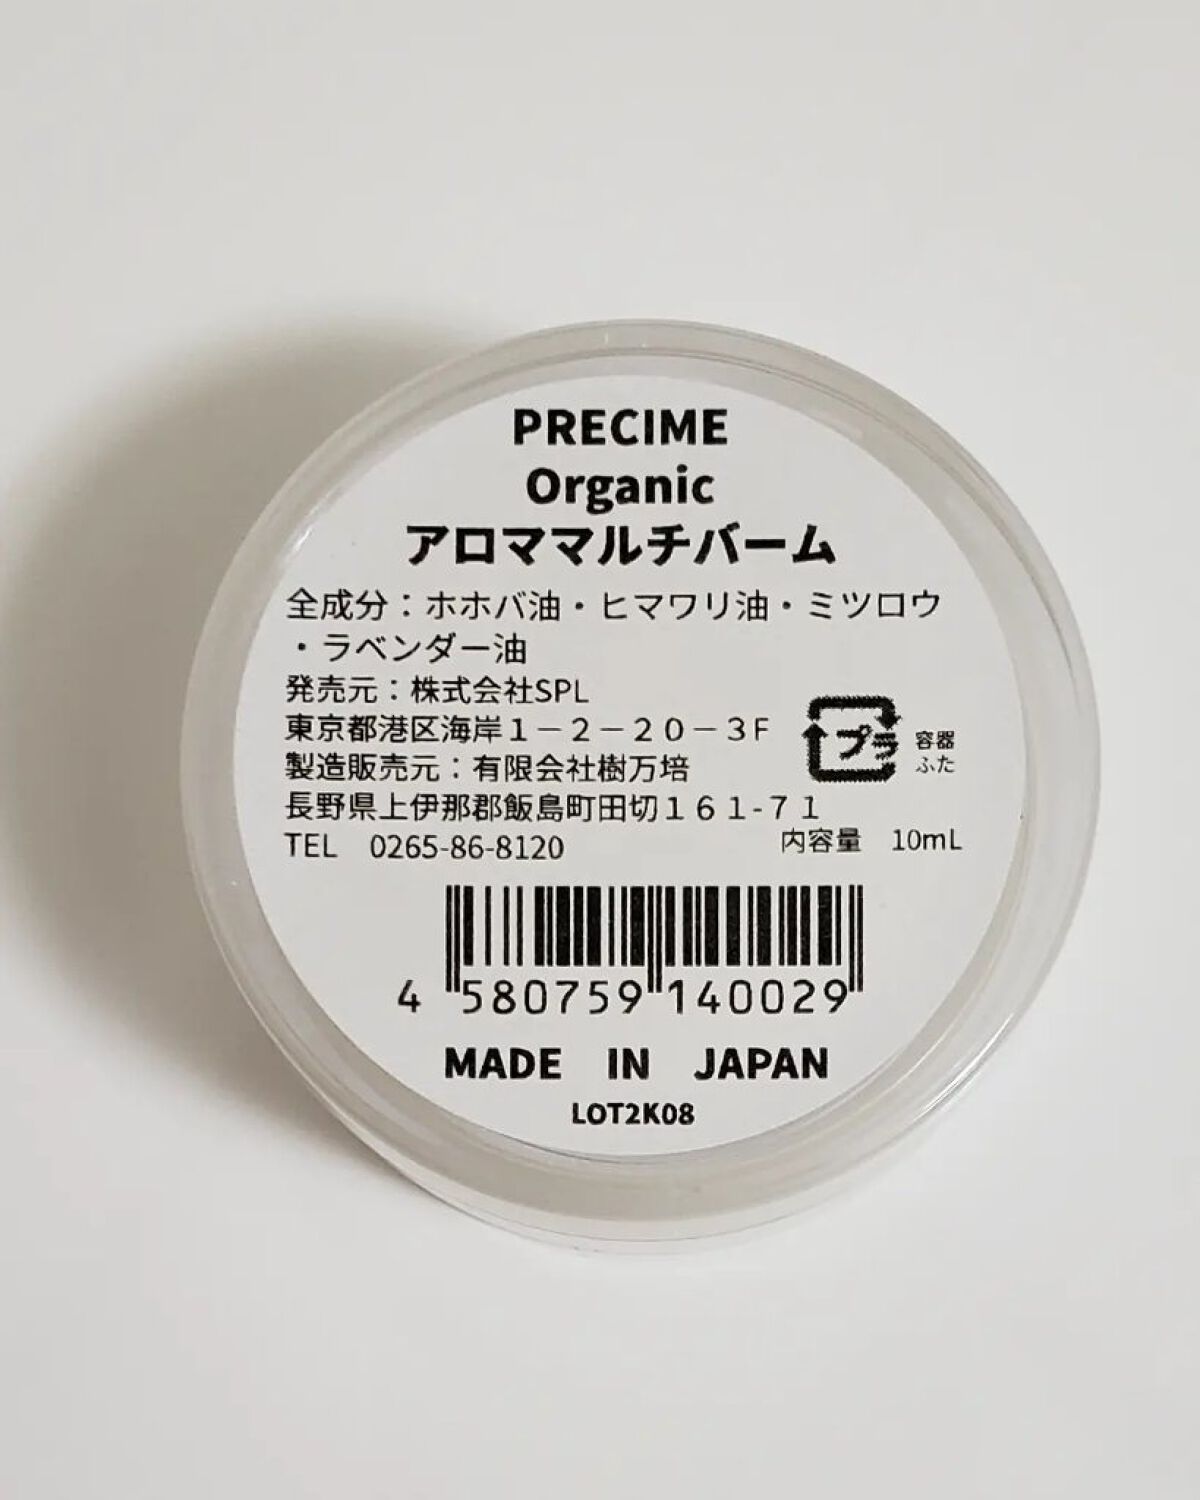 PRECIME
Organic
アロママルチバーム
全成分：ホホバ油・ヒマワリ油・ミツロウ
・ラベンダー油
発売元：株式会社SPL
東京都港区海岸１－２－２０－３F
製造販売元：有限会社樹万培
長野県上伊那郡飯島町田切１６１-７１
TEL　0265-86-8120
プラ
容器
ふた
内容量　10mL
4 580759 140029
MADE IN JAPAN
LOT2K08